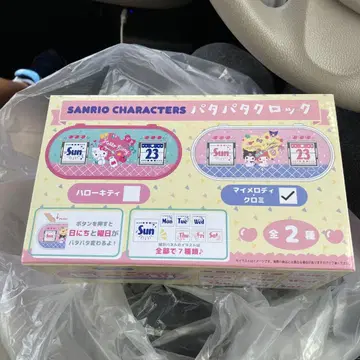 SANRIO CHARACTERS パタパタクロック
Sun 23
Sun 23
ハローキティ
マイメロディ
クロミ
ボタンを押すと
日にちと曜日が
パタパタ変わるよ!
Sun
Mon Tue Wed
Thu Fri Sat
全部で7種類♪
全2種